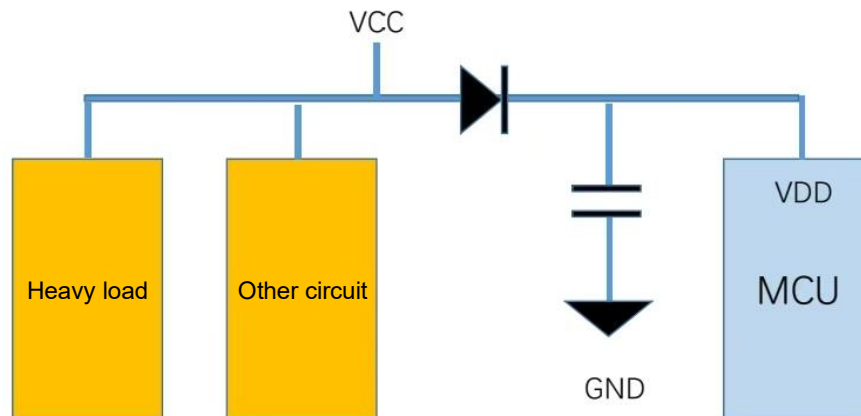 VCC
Heavy load
Other circuit
VDD
MCU
GND